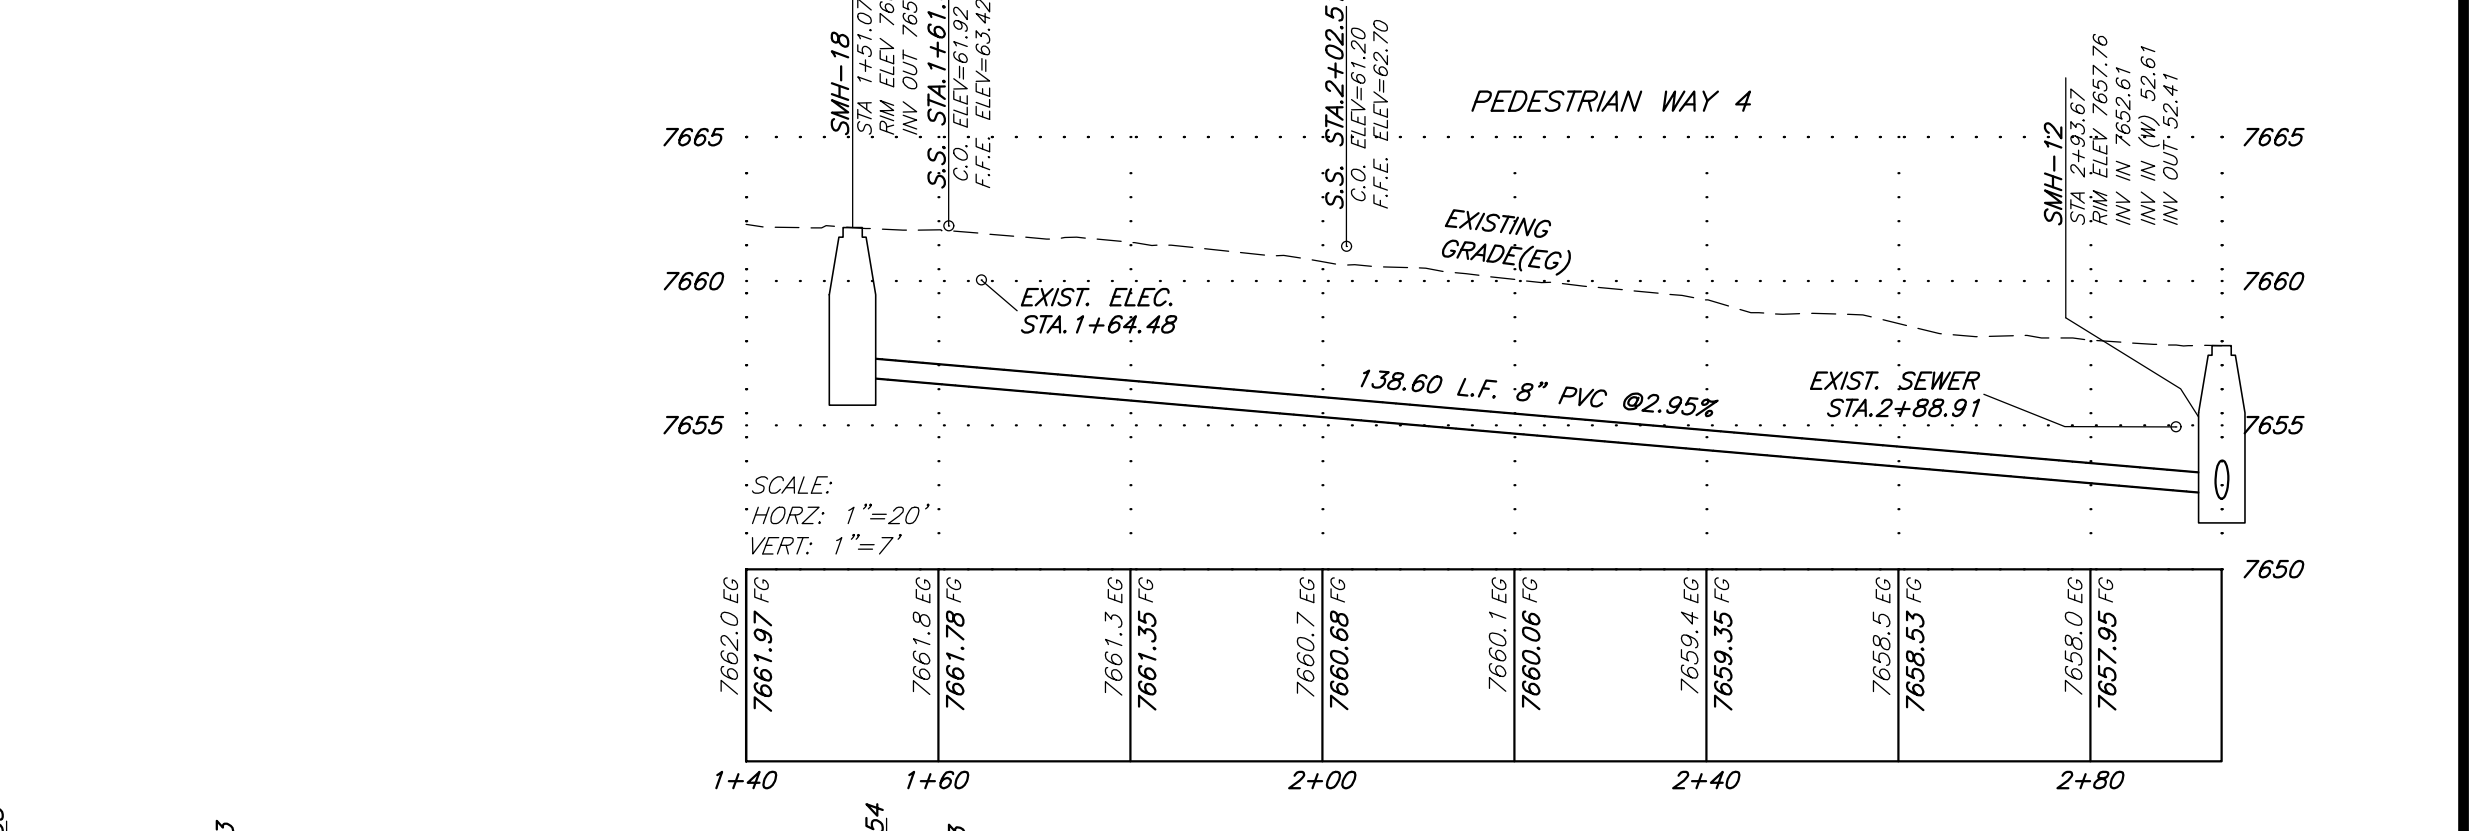 SMH-18
STA 1+51.07
RIM ELEV
INV OUT
S.S. STA.1+61.
C.O. ELEV=61.92
F.F.E. ELEV=63.42
S.S. STA.2+02.5
C.O. ELEV=61.20
F.F.E. ELEV=62.70
PEDESTRIAN WAY 4
SMH-12
STA 2+93.67
RIM ELEV 7657.76
INV IN 7652.61
INV IN (W) 52.61
INV OUT 52.41
7665
7665
EXISTING
GRADE(EG)
7660
7660
EXIST. ELEC.
STA.1+64.48
138.60 L.F. 8" PVC @2.95%
EXIST. SEWER
STA.2+88.91
7655
7655
SCALE:
HORZ: 1"=20'
VERT: 1"=7'
7650
7662.0 EG
7661.97 FG
7661.8 EG
7661.78 FG
7661.3 EG
7661.35 FG
7660.7 EG
7660.68 FG
7660.1 EG
7660.06 FG
7659.4 EG
7659.35 FG
7658.5 EG
7658.53 FG
7658.0 EG
7657.95 FG
1+40
1+60
2+00
2+40
2+80
54